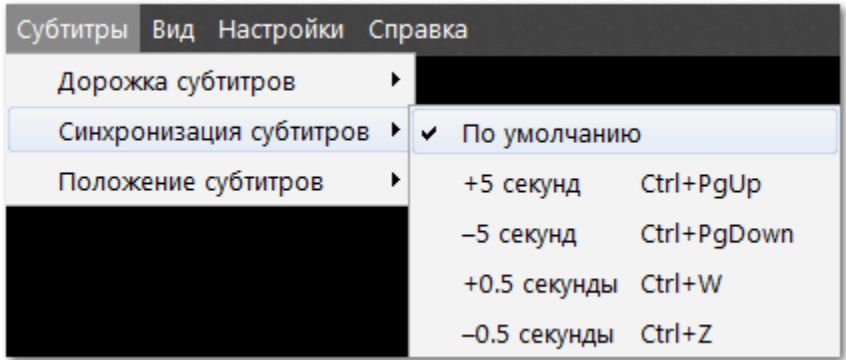 Субтитры Вид Настройки Справка
Дорожка субтитров
Синхронизация субтитров
Положение субтитров
По умолчанию
+5 секунд Ctrl+PgUp
–5 секунд Ctrl+PgDown
+0.5 секунды Ctrl+W
–0.5 секунды Ctrl+Z